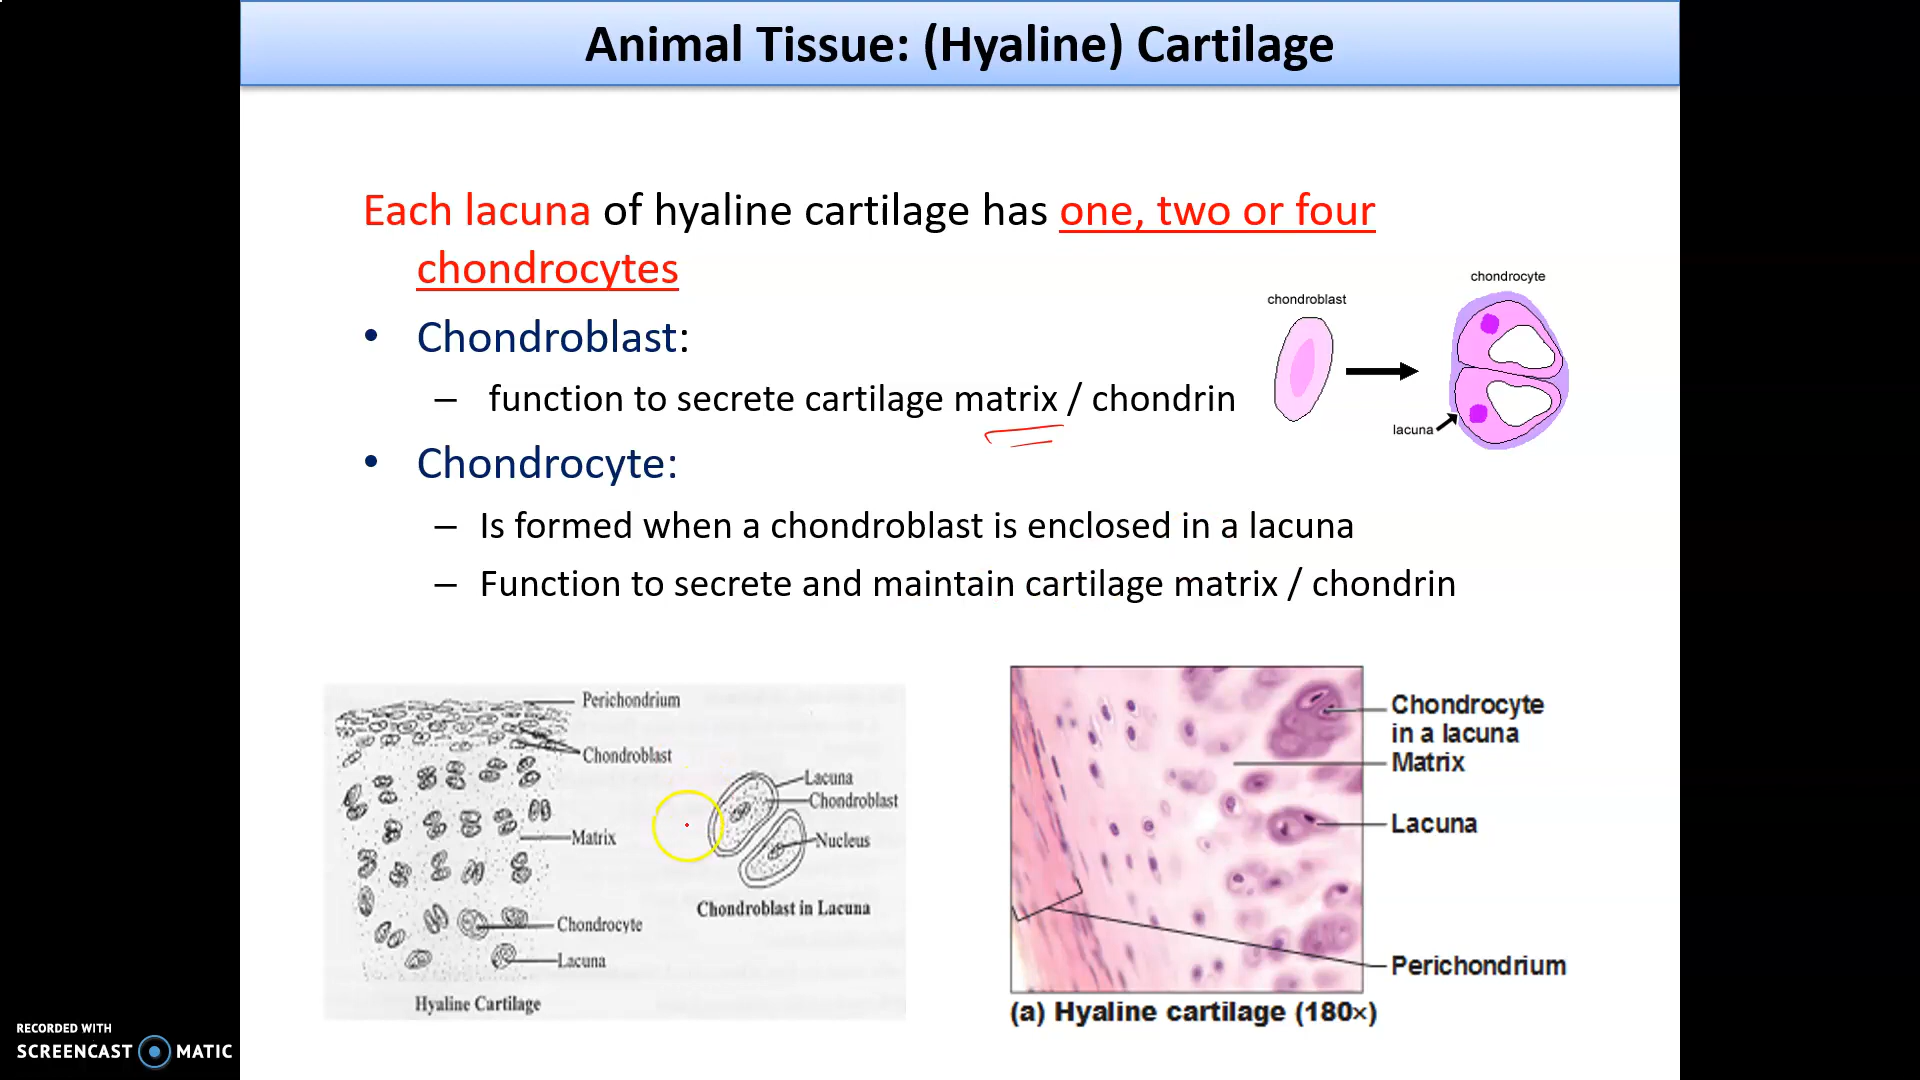 Animal Tissue: (Hyaline) Cartilage
Each lacuna of hyaline cartilage has one, two or four
chondrocytes
• Chondroblast:
– function to secrete cartilage matrix / chondrin
• Chondrocyte:
– Is formed when a chondroblast is enclosed in a lacuna
– Function to secrete and maintain cartilage matrix / chondrin
chondroblast
chondrocyte
lacuna
Perichondrium
Chondroblast
Matrix
Chondrocyte
Lacuna
Hyaline Cartilage
Lacuna
Chondroblast
Nucleus
Chondroblast in Lacuna
Chondrocyte
in a lacuna
Matrix
Lacuna
Perichondrium
(a) Hyaline cartilage (180×)
RECORDED WITH
SCREENCAST MATIC